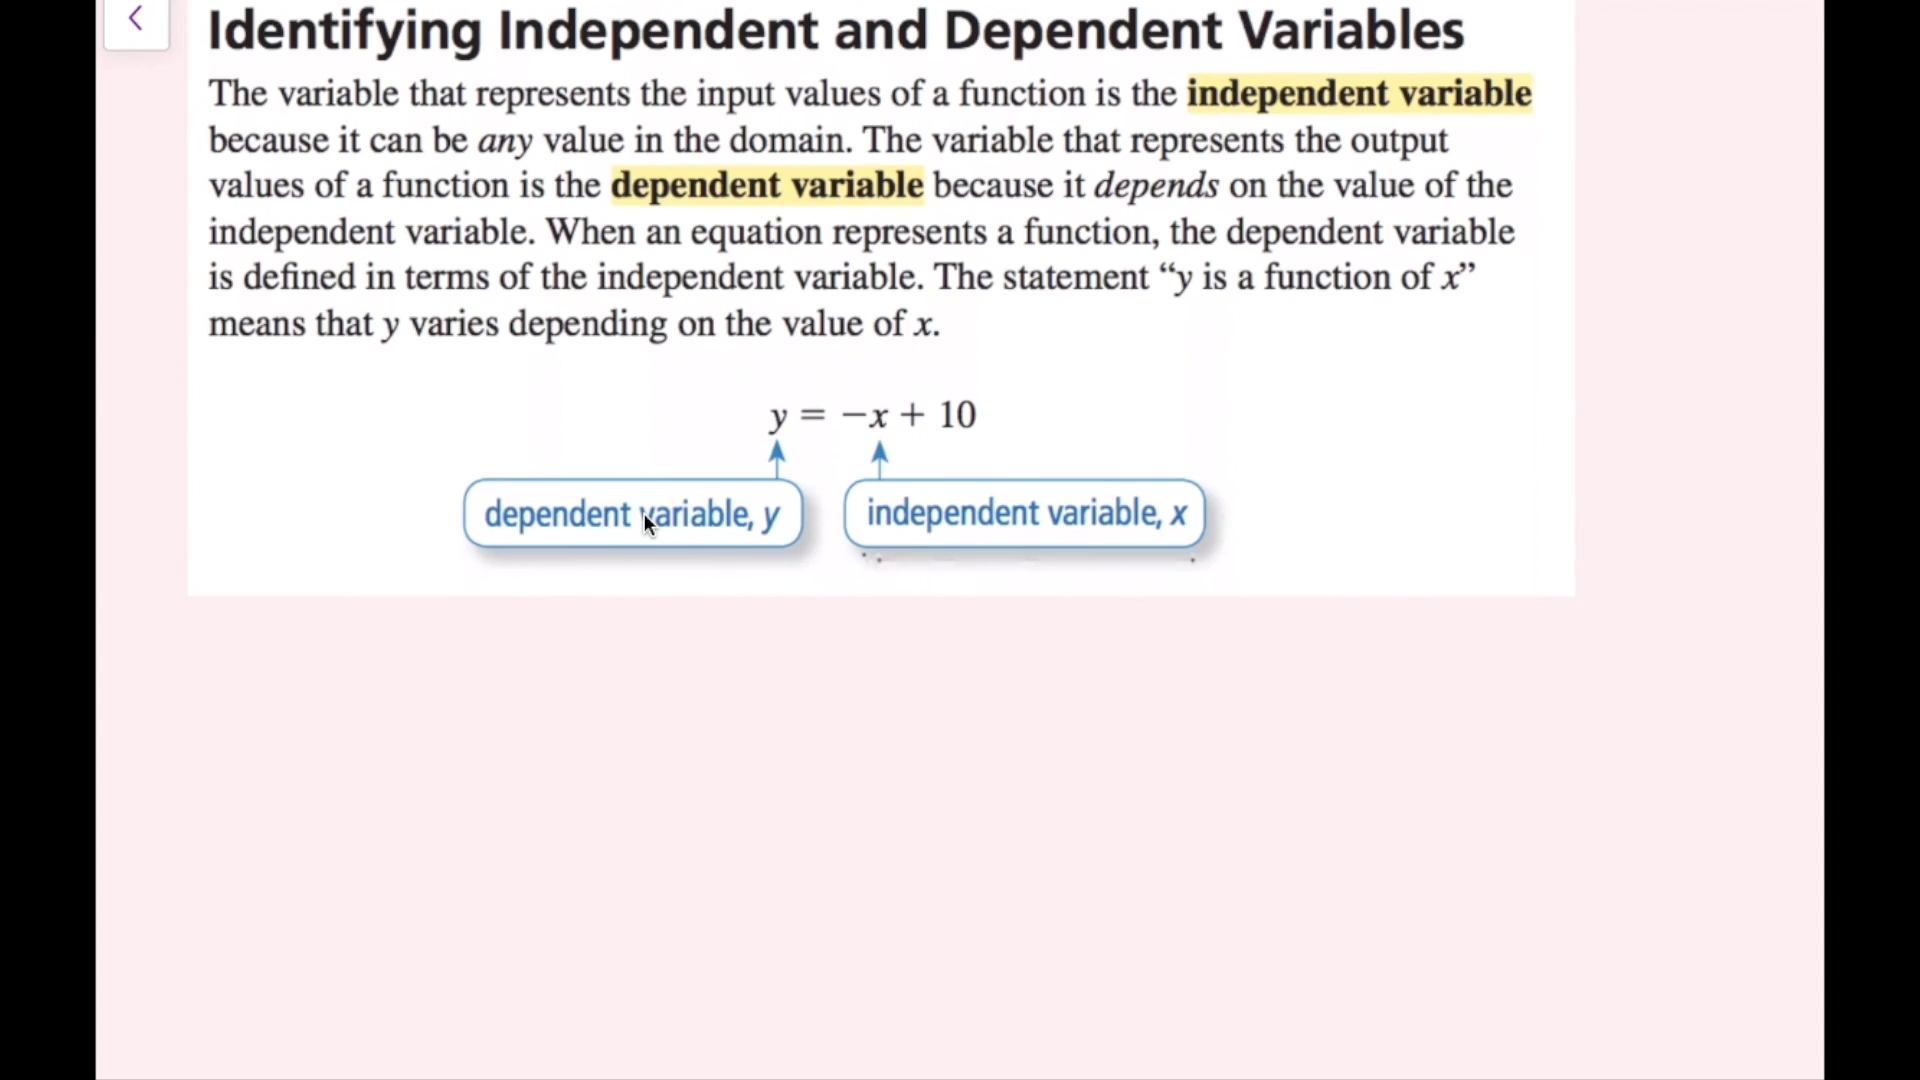 Identifying Independent and Dependent Variables
The variable that represents the input values of a function is the independent variable
because it can be any value in the domain. The variable that represents the output
values of a function is the dependent variable because it depends on the value of the
independent variable. When an equation represents a function, the dependent variable
is defined in terms of the independent variable. The statement “y is a function of x”
means that y varies depending on the value of x.
y = −x + 10
dependent variable, y
independent variable, x